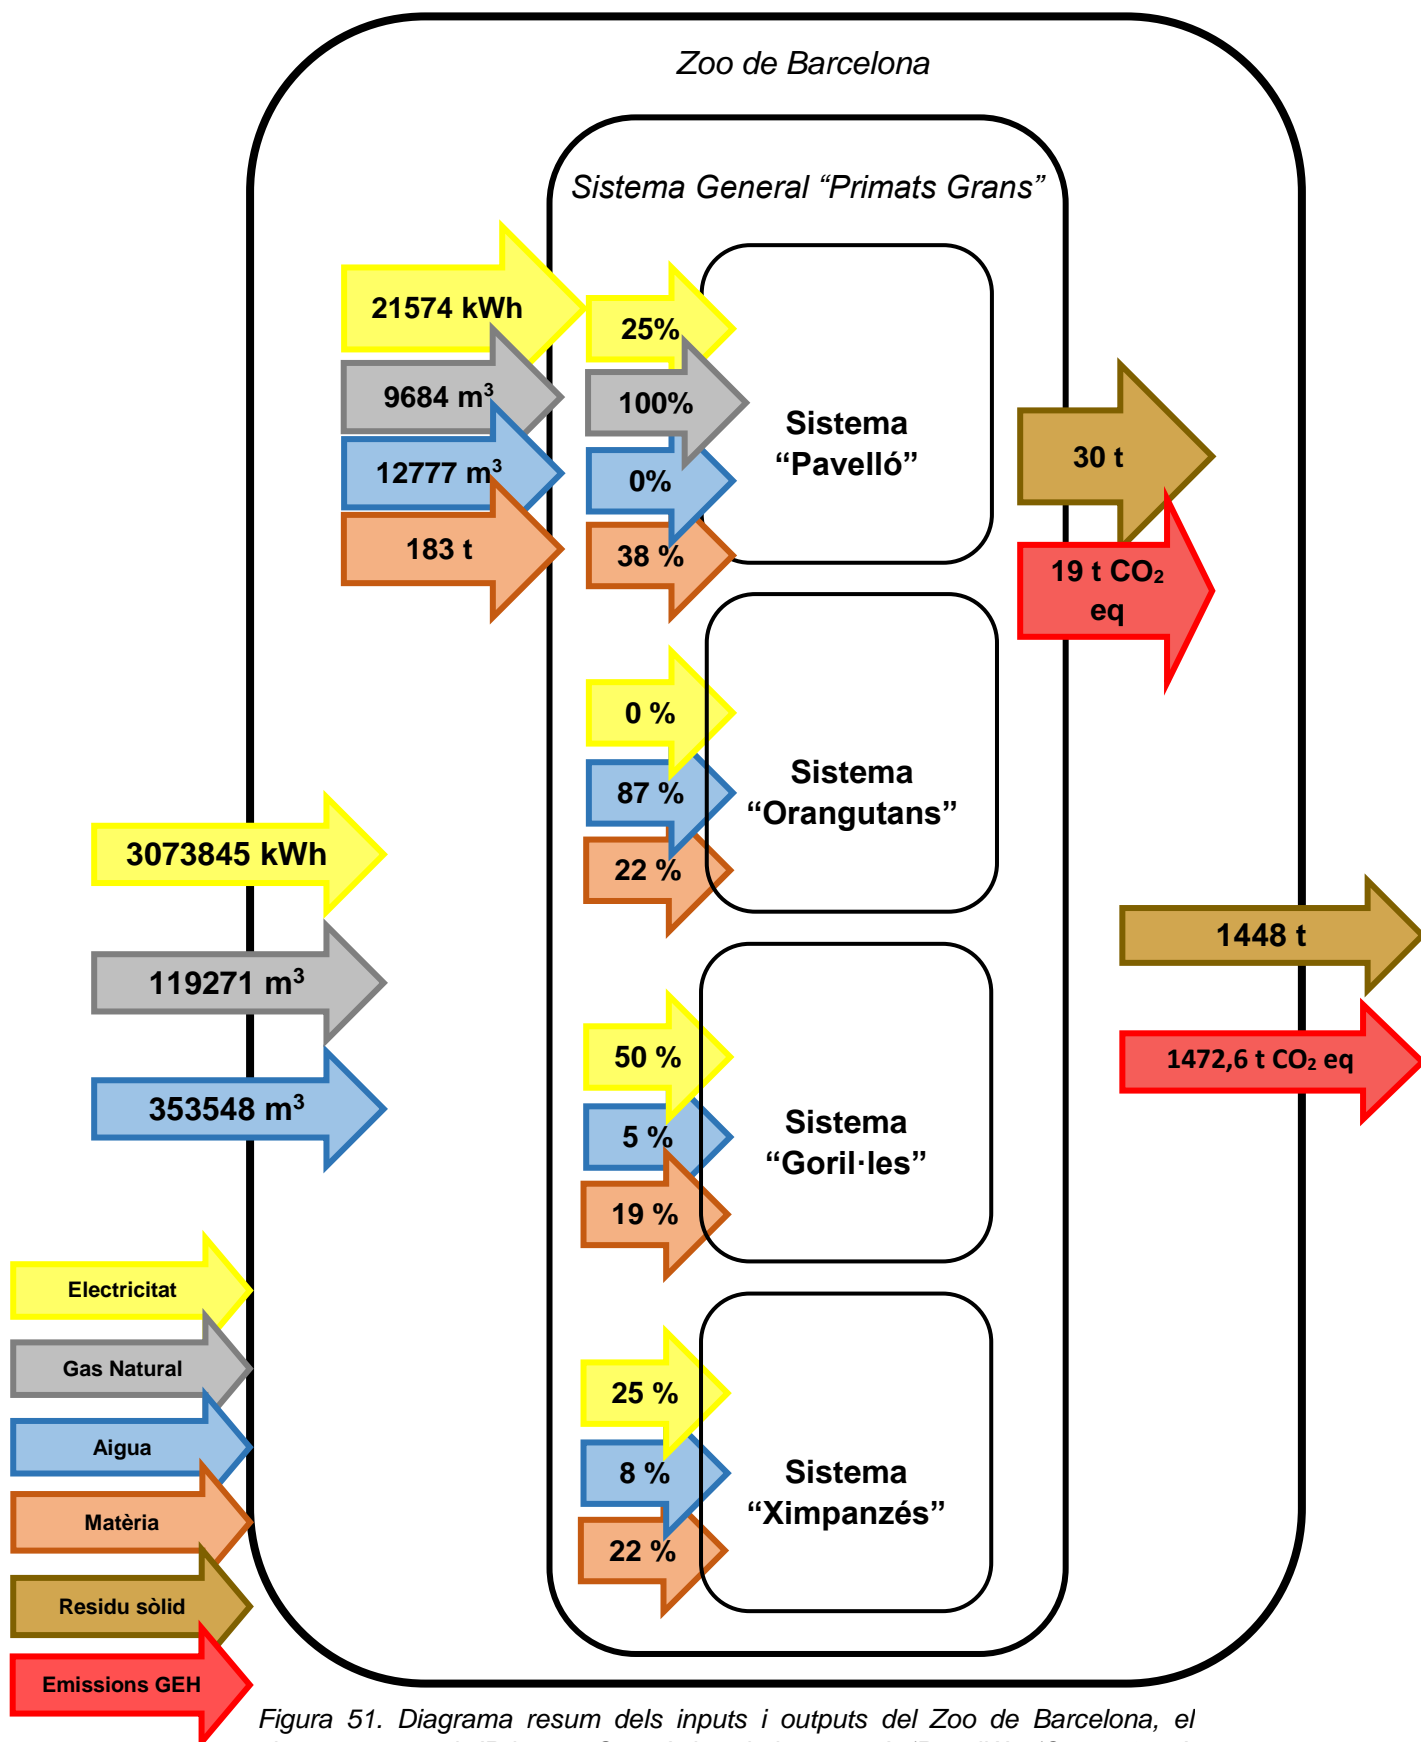 Zoo de Barcelona
Sistema General “Primats Grans”
21574 kWh
9684 m³
12777 m³
183 t
25%
100%
0%
38 %
Sistema
“Pavelló”
30 t
19 t CO₂
eq
0 %
87 %
22 %
Sistema
“Orangutans”
3073845 kWh
119271 m³
353548 m³
1448 t
1472,6 t CO₂ eq
50 %
5 %
19 %
Sistema
“Goril·les”
25 %
8 %
22 %
Sistema
“Ximpanzés”
Electricitat
Gas Natural
Aigua
Matèria
Residu sòlid
Emissions GEH
Figura 51. Diagrama resum dels inputs i outputs del Zoo de Barcelona, el